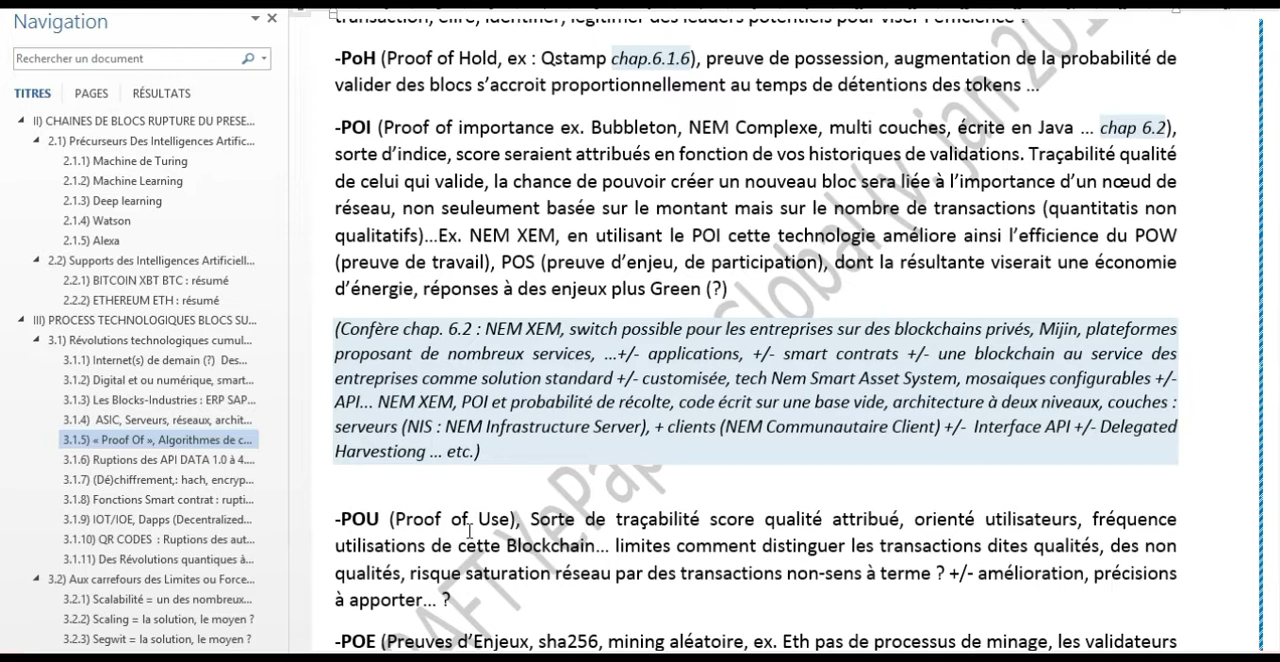 Navigation
Rechercher un document
TITRES PAGES RÉSULTATS
II) CHAINES DE BLOCS RUPTURE DU PRESE...
2.1) Précurseurs Des Intelligences Artific...
2.1.1) Machine de Turing
2.1.2) Machine Learning
2.1.3) Deep learning
2.1.4) Watson
2.1.5) Alexa
2.2) Supports des Intelligences Artificiell...
2.2.1) BITCOIN XBT BTC : résumé
2.2.2) ETHEREUM ETH : résumé
III) PROCESS TECHNOLOGIQUES BLOCS SU...
3.1) Révolutions technologiques cumul...
3.1.1) Internet(s) de demain (?) Des...
3.1.2) Digital et ou numérique, smart...
3.1.3) Les Blocks-Industries : ERP SAP...
3.1.4) ASIC, Serveurs, réseaux, archit...
3.1.5) « Proof Of », Algorithmes de c...
3.1.6) Ruptions des API DATA 1.0 à 4....
3.1.7) (Dé)chiffrement,: hach, encryp...
3.1.8) Fonctions Smart contrat : rupti...
3.1.9) IOT/IOE, Dapps (Decentralized...
3.1.10) QR CODES : Ruptions des aut...
3.1.11) Des Révolutions quantiques à...
3.2) Aux carrefours des Limites ou Force...
3.2.1) Scalabilité = un des nombreux...
3.2.2) Scaling = la solution, le moyen ?
3.2.3) Segwit = la solution, le moyen ?
transaction, élire, identifier, légitimer des leaders potentiels pour viser l'efficience ?
-PoH (Proof of Hold, ex : Qstamp chap.6.1.6), preuve de possession, augmentation de la probabilité de
valider des blocs s'accroit proportionnellement au temps de détentions des tokens ...
-POI (Proof of importance ex. Bubbleton, NEM Complexe, multi couches, écrite en Java ... chap 6.2),
sorte d'indice, score seraient attribués en fonction de vos historiques de validations. Traçabilité qualité
de celui qui valide, la chance de pouvoir créer un nouveau bloc sera liée à l'importance d'un nœud de
réseau, non seuleument basée sur le montant mais sur le nombre de transactions (quantitatis non
qualitatifs)...Ex. NEM XEM, en utilisant le POI cette technologie améliore ainsi l'efficience du POW
(preuve de travail), POS (preuve d'enjeu, de participation), dont la résultante viserait une économie
d'énergie, réponses à des enjeux plus Green (?)
(Confère chap. 6.2 : NEM XEM, switch possible pour les entreprises sur des blockchains privés, Mijin, plateformes
proposant de nombreux services, ...+/- applications, +/- smart contrats +/- une blockchain au service des
entreprises comme solution standard +/- customisée, tech Nem Smart Asset System, mosaiques configurables +/-
API... NEM XEM, POI et probabilité de récolte, code écrit sur une base vide, architecture à deux niveaux, couches :
serveurs (NIS : NEM Infrastructure Server), + clients (NEM Communautaire Client) +/- Interface API +/- Delegated
Harvestiong ... etc.)
-POU (Proof of Use), Sorte de traçabilité score qualité attribué, orienté utilisateurs, fréquence
utilisations de cette Blockchain... limites comment distinguer les transactions dites qualités, des non
qualités, risque saturation réseau par des transactions non-sens à terme ? +/- amélioration, précisions
à apporter... ?
-POE (Preuves d'Enjeux, sha256, mining aléatoire, ex. Eth pas de processus de minage, les validateurs